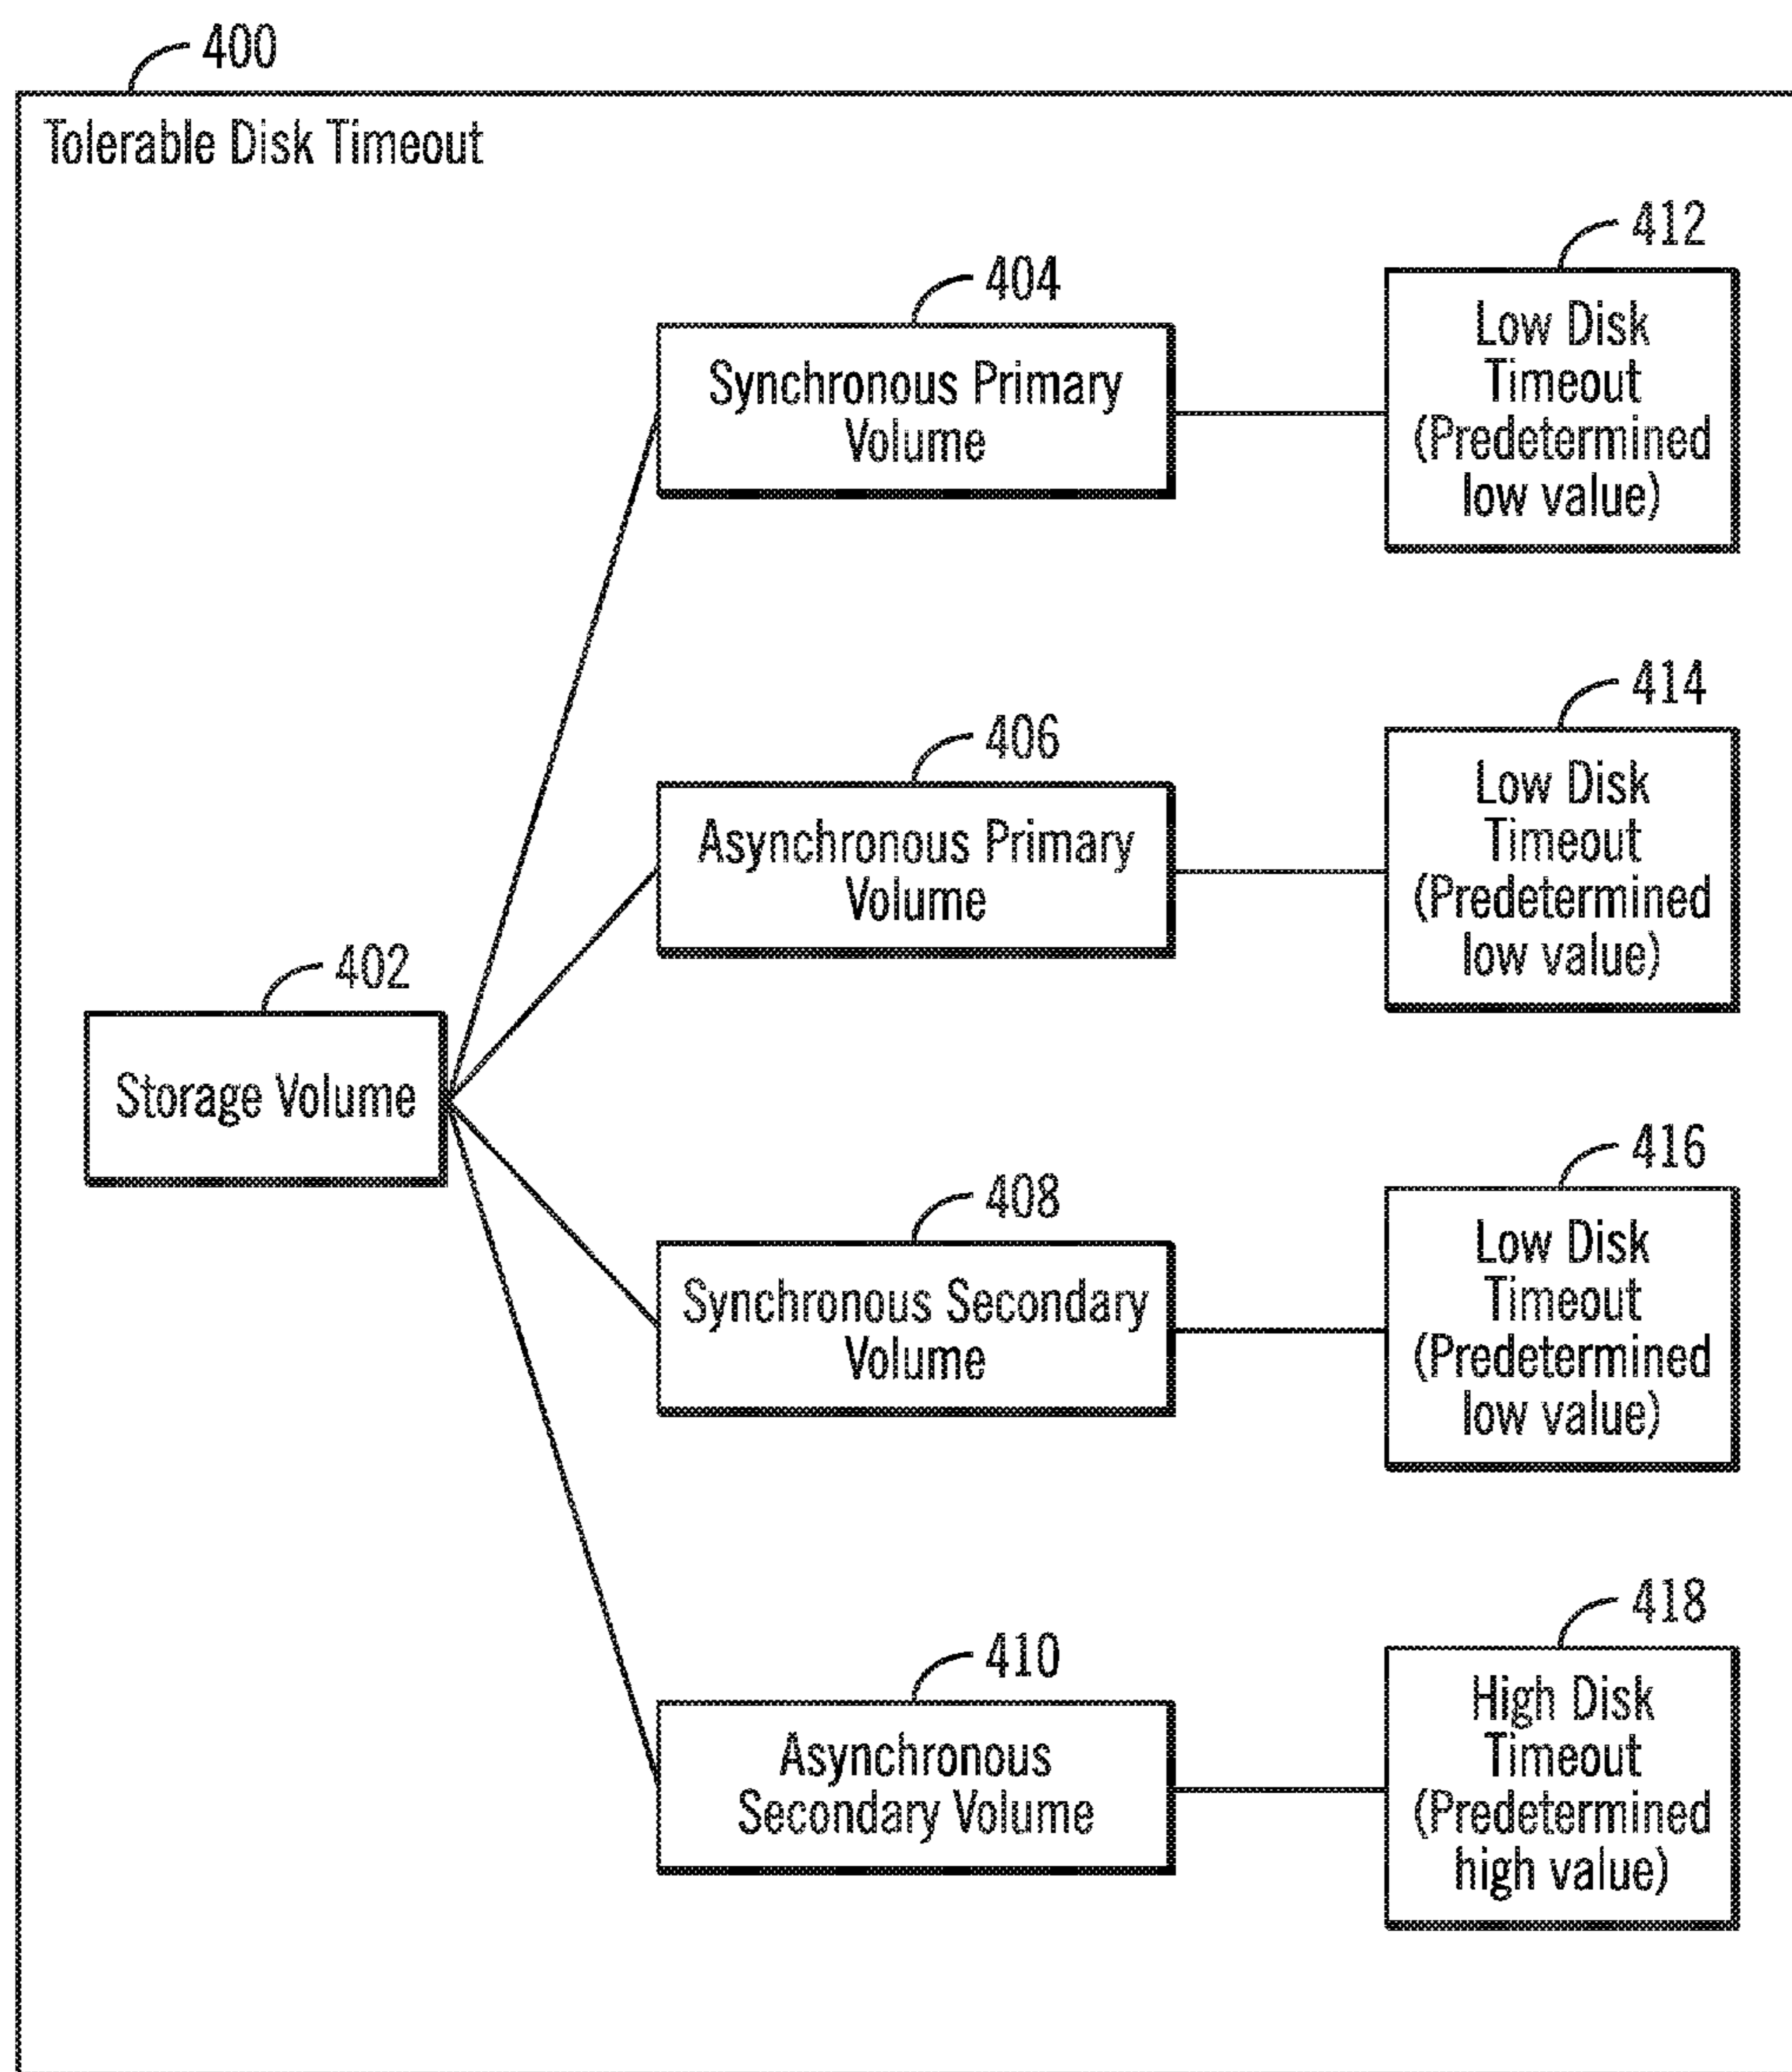 400
Tolerable Disk Timeout
412
404
Low Disk
Timeout
(Predetermined
low value)
Synchronous Primary
Volume
414
406
Low Disk
Timeout
(Predetermined
low value)
Asynchronous Primary
Volume
402
Storage Volume
416
408
Low Disk
Timeout
(Predetermined
low value)
Synchronous Secondary
Volume
418
410
High Disk
Timeout
(Predetermined
high value)
Asynchronous
Secondary Volume